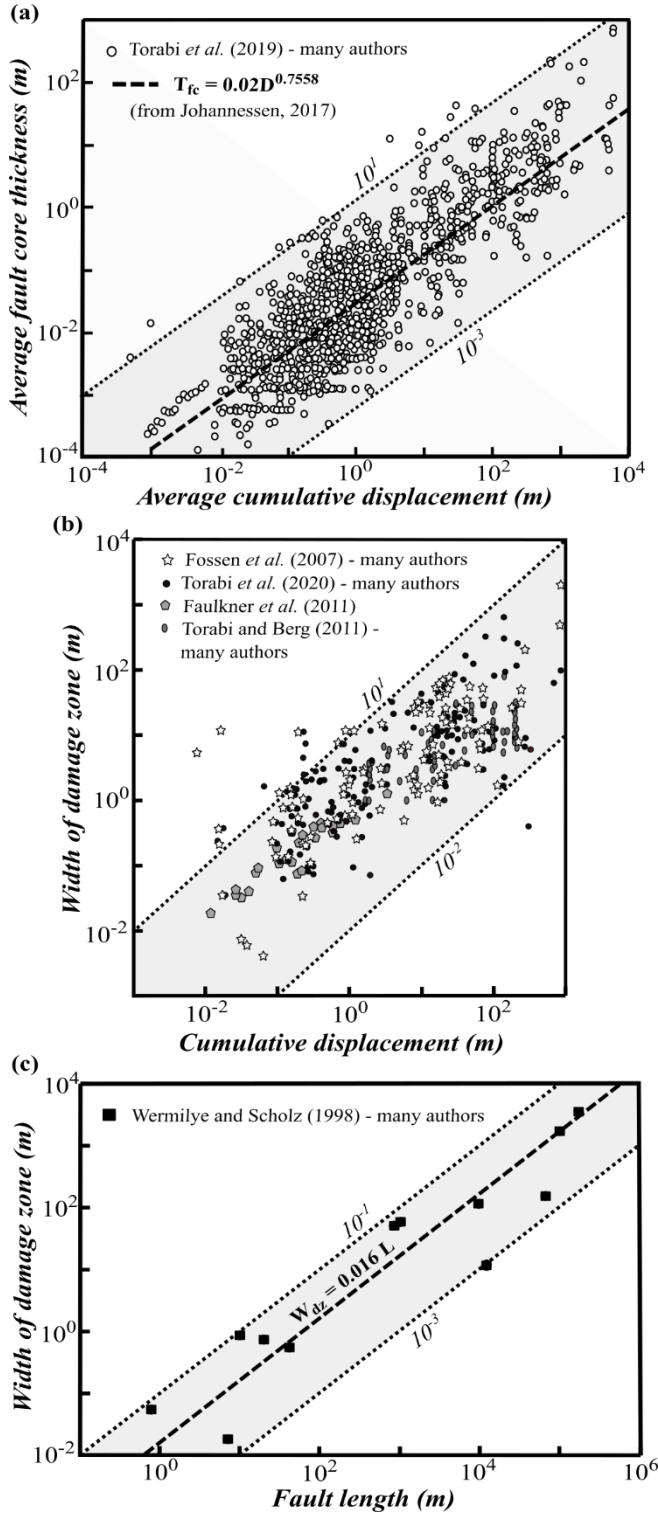 (a)
Torabi et al. (2019) - many authors
T_fc = 0.02D^0.7558
(from Johannessen, 2017)
10^1
10^-3
10^2
10^0
10^-2
10^-4
Average fault core thickness (m)
10^-4
10^-2
10^0
10^2
10^4
Average cumulative displacement (m)
(b)
Fossen et al. (2007) - many authors
Torabi et al. (2020) - many authors
Faulkner et al. (2011)
Torabi and Berg (2011) -
many authors
10^1
10^-2
10^4
10^2
10^0
10^-2
Width of damage zone (m)
10^-2
10^0
10^2
Cumulative displacement (m)
(c)
Wermilye and Scholz (1998) - many authors
10^-1
W_dz = 0.016 L
10^-3
10^4
10^2
10^0
10^-2
Width of damage zone (m)
10^0
10^2
10^4
10^6
Fault length (m)